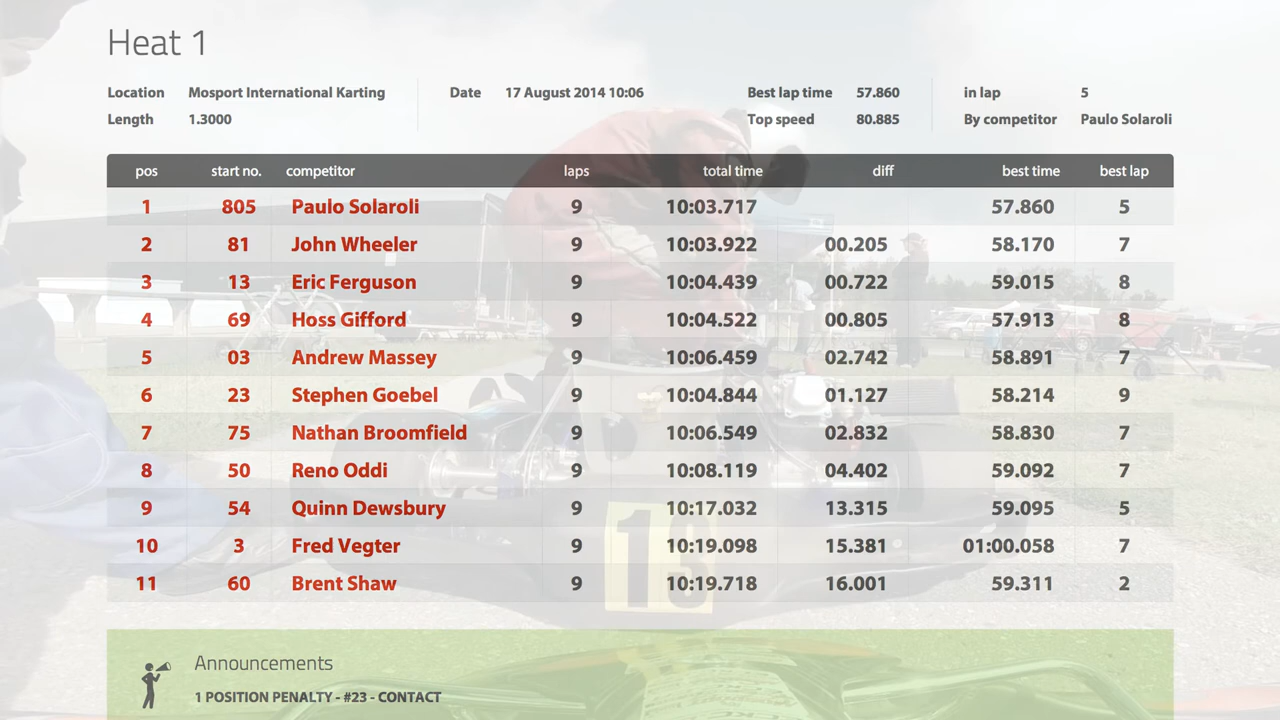 Heat 1
Location Mosport International Karting Date 17 August 2014 10:06 Best lap time 57.860 in lap 5
Length 1.3000 Top speed 80.885 By competitor Paulo Solaroli
pos start no. competitor laps total time diff best time best lap
1 805 Paulo Solaroli 9 10:03.717 57.860 5
2 81 John Wheeler 9 10:03.922 00.205 58.170 7
3 13 Eric Ferguson 9 10:04.439 00.722 59.015 8
4 69 Hoss Gifford 9 10:04.522 00.805 57.913 8
5 03 Andrew Massey 9 10:06.459 02.742 58.891 7
6 23 Stephen Goebel 9 10:04.844 01.127 58.214 9
7 75 Nathan Broomfield 9 10:06.549 02.832 58.830 7
8 50 Reno Oddi 9 10:08.119 04.402 59.092 7
9 54 Quinn Dewsbury 9 10:17.032 13.315 59.095 5
10 3 Fred Vegter 9 10:19.098 15.381 01:00.058 7
11 60 Brent Shaw 9 10:19.718 16.001 59.311 2
13
Announcements
1 POSITION PENALTY - #23 - CONTACT